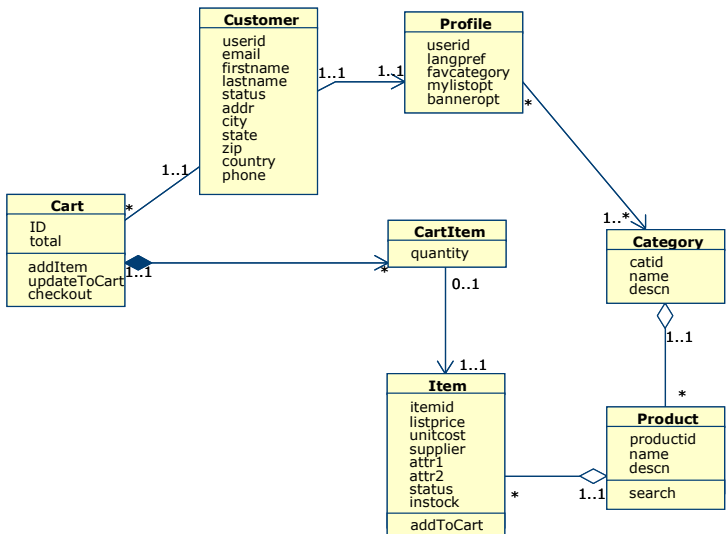 Customer
userid
email
firstname
lastname
status
addr
city
state
zip
country
phone
1..1
1..1
Profile
userid
langpref
favcategory
mylistopt
banneropt
*
1..*
1..1
*
Cart
ID
total
addItem
updateToCart
checkout
1..1
*
CartItem
quantity
0..1
1..1
Category
catid
name
descn
1..1
*
Item
itemid
listprice
unitcost
supplier
attr1
attr2
status
instock
addToCart
*
1..1
Product
productid
name
descn
search